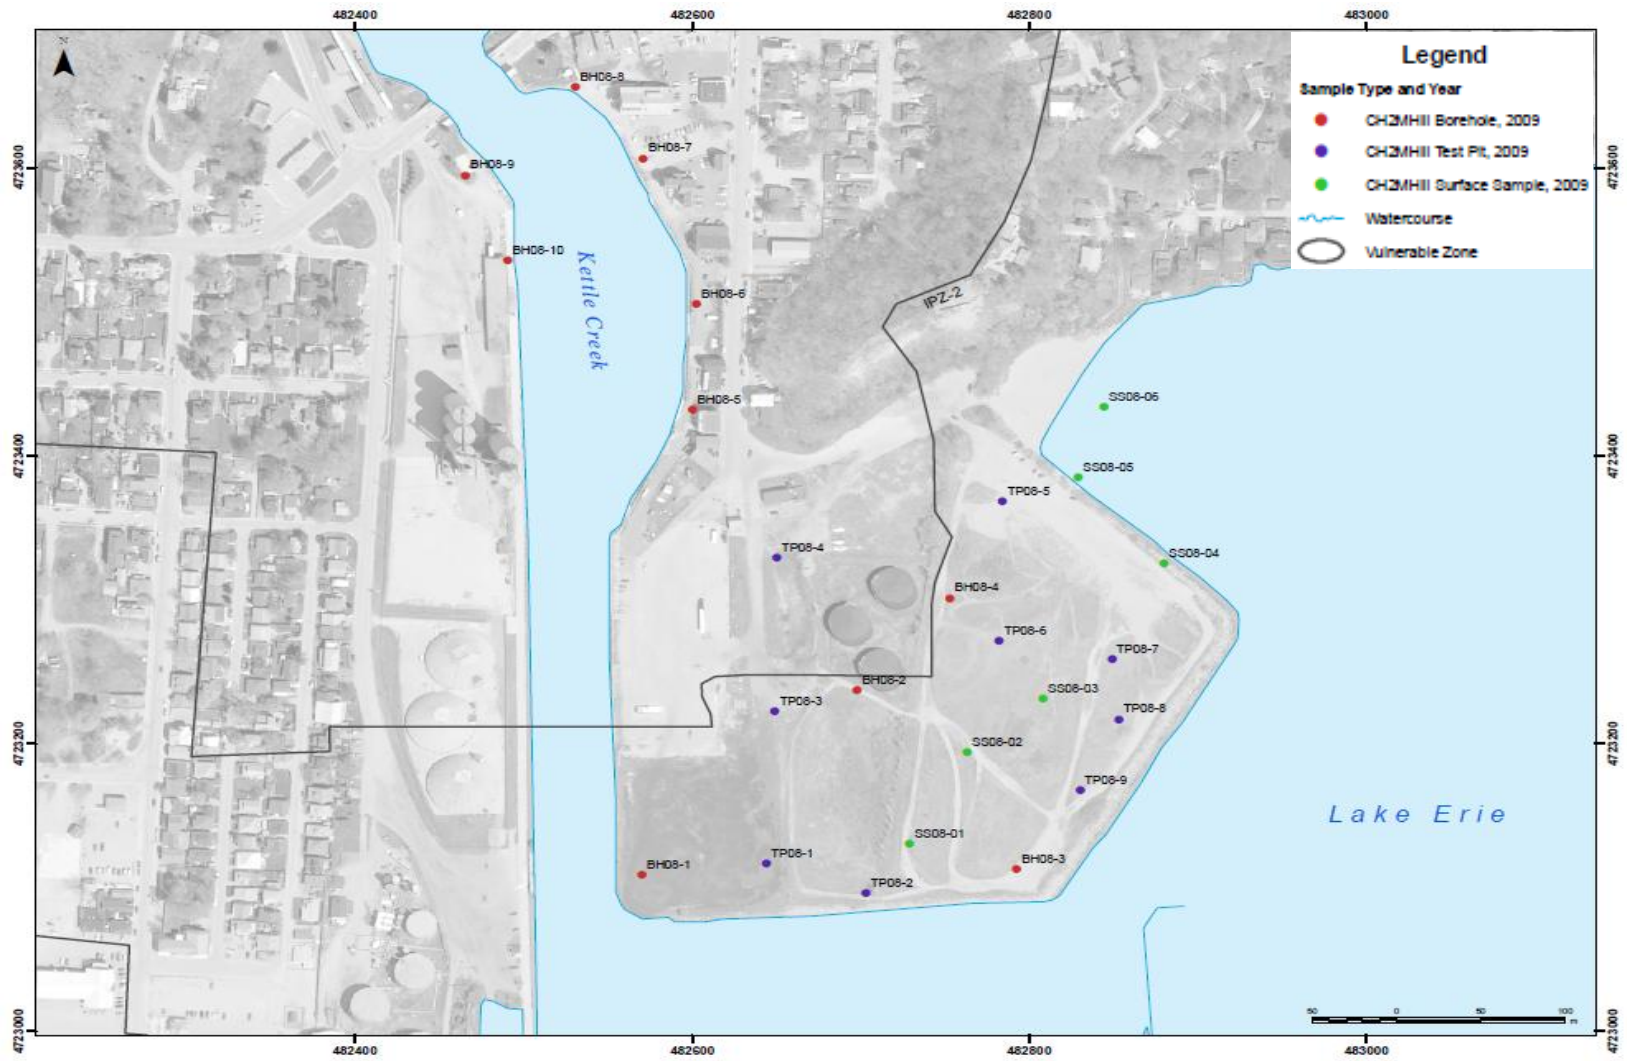 482400 482600 482800 483000
Legend
Sample Type and Year
CH2MHill Borehole, 2009
CH2MHill Test Pit, 2009
CH2MHill Surface Sample, 2009
Watercourse
Vulnerable Zone
BH08-8
BH08-7
BH08-9
4723600 4723600
BH08-10
Kettle Creek
BH08-6
IPZ-2
BH08-5
SS08-06
4723400 4723400
SS08-05
TP08-5
TP08-4
SS08-04
BH08-4
TP08-6
TP08-7
BH08-2
SS08-03
TP08-3
TP08-8
4723200 4723200
SS08-02
TP08-9
Lake Erie
SS08-01
TP08-1
BH08-1
BH08-3
TP08-2
50 0 50 100
m
4723000 4723000
482400 482600 482800 483000